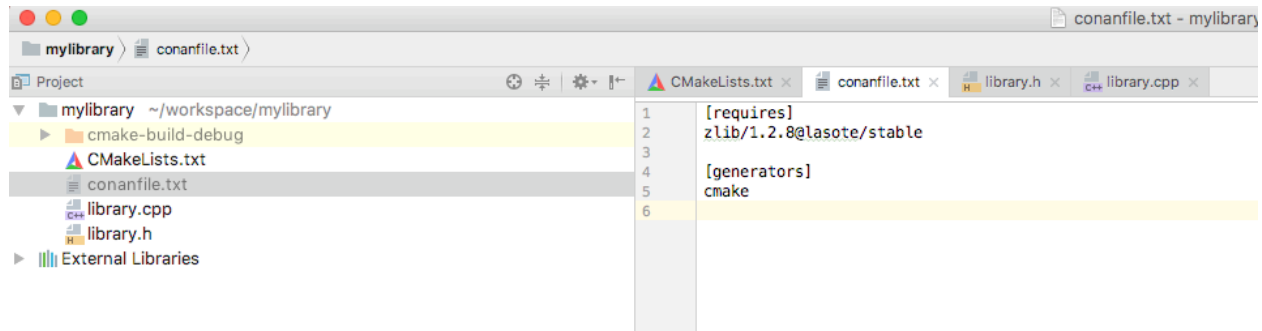 conanfile.txt - mylibrary
mylibrary conanfile.txt
Project
CMakeLists.txt conanfile.txt library.h library.cpp
mylibrary ~/workspace/mylibrary
cmake-build-debug
CMakeLists.txt
conanfile.txt
library.cpp
library.h
External Libraries
1 [requires]
2 zlib/1.2.8@lasote/stable
3
4 [generators]
5 cmake
6